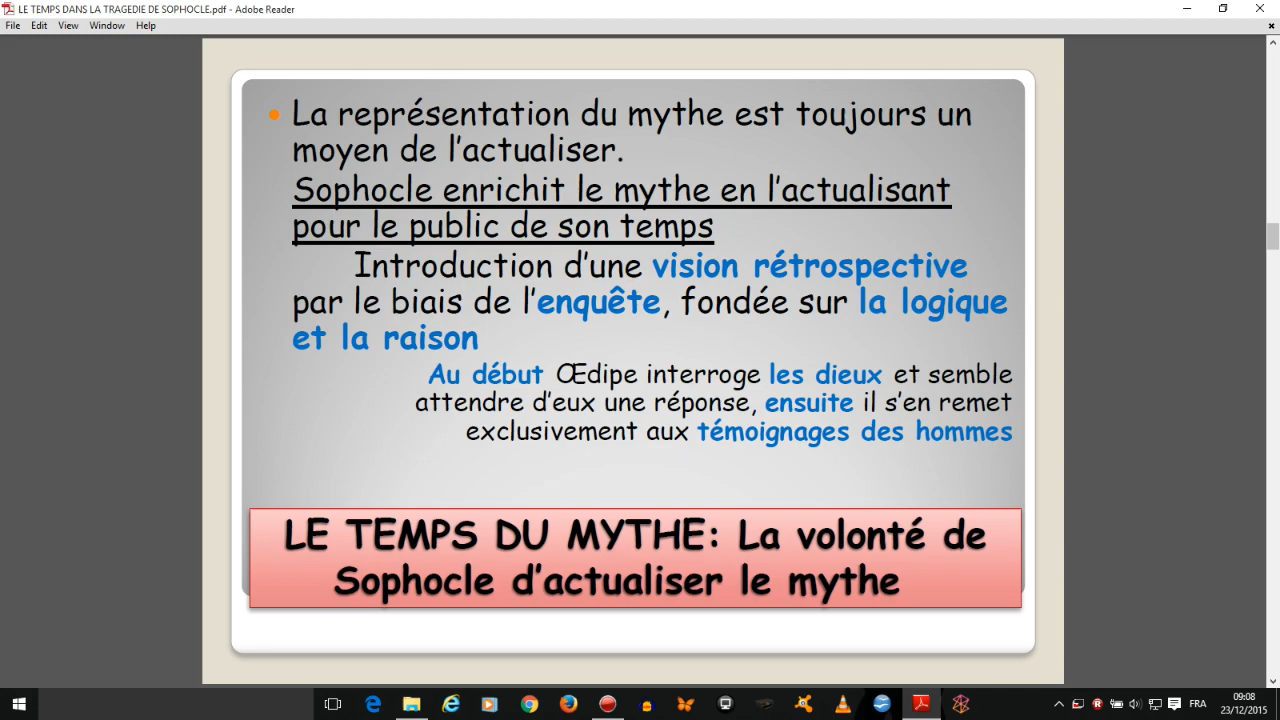 LE TEMPS DANS LA TRAGEDIE DE SOPHOCLE.pdf - Adobe Reader
File Edit View Window Help
La représentation du mythe est toujours un
moyen de l'actualiser.
Sophocle enrichit le mythe en l'actualisant
pour le public de son temps
Introduction d'une vision rétrospective
par le biais de l'enquête, fondée sur la logique
et la raison
Au début Œdipe interroge les dieux et semble
attendre d'eux une réponse, ensuite il s'en remet
exclusivement aux témoignages des hommes
LE TEMPS DU MYTHE: La volonté de
Sophocle d'actualiser le mythe
FRA
09:08
23/12/2015